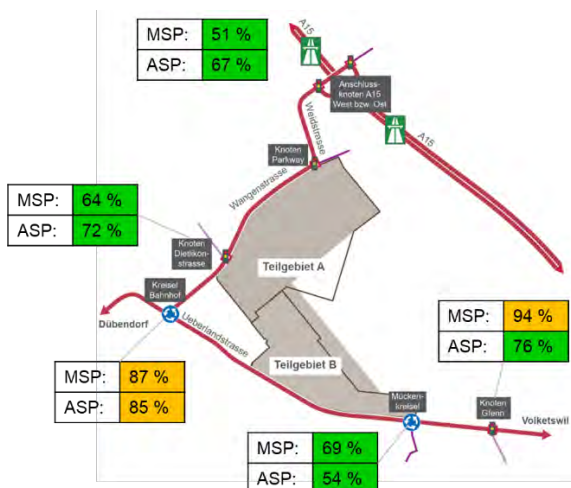 MSP: 51 %
ASP: 67 %
A15
Anschluss-
knoten A15
West bzw. Ost
Weidstrasse
A15
Knoten
Parkway
Wangenstrasse
MSP: 64 %
ASP: 72 %
Knoten
Dietlikon-
strasse
Teilgebiet A
Kreisel
Bahnhof
Dübendorf
Ueberlandstrasse
MSP: 94 %
ASP: 76 %
Teilgebiet B
MSP: 87 %
ASP: 85 %
Mücken-
kreisel
Knoten
Glenn
Volketswil
MSP: 69 %
ASP: 54 %